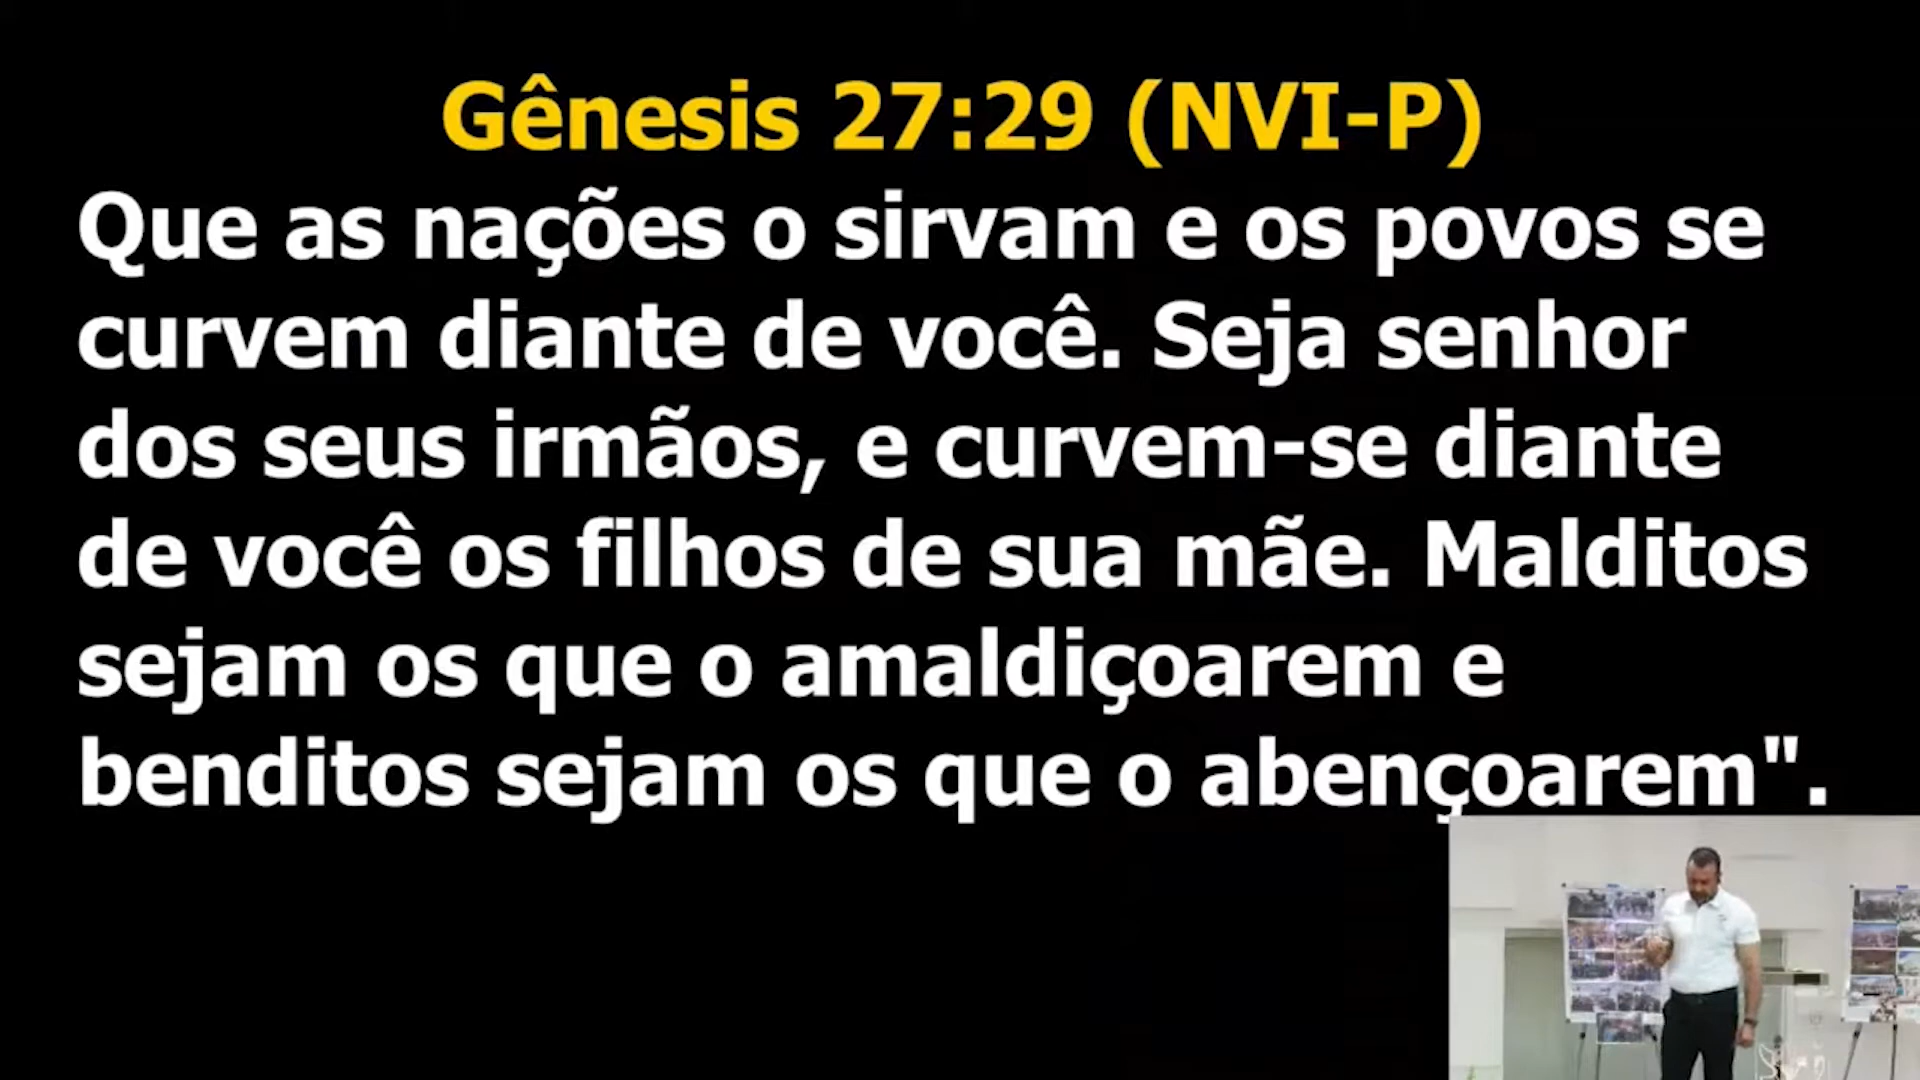 Gênesis 27:29 (NVI-P)
Que as nações o sirvam e os povos se
curvem diante de você. Seja senhor
dos seus irmãos, e curvem-se diante
de você os filhos de sua mãe. Malditos
sejam os que o amaldiçoarem e
benditos sejam os que o abençoarem".